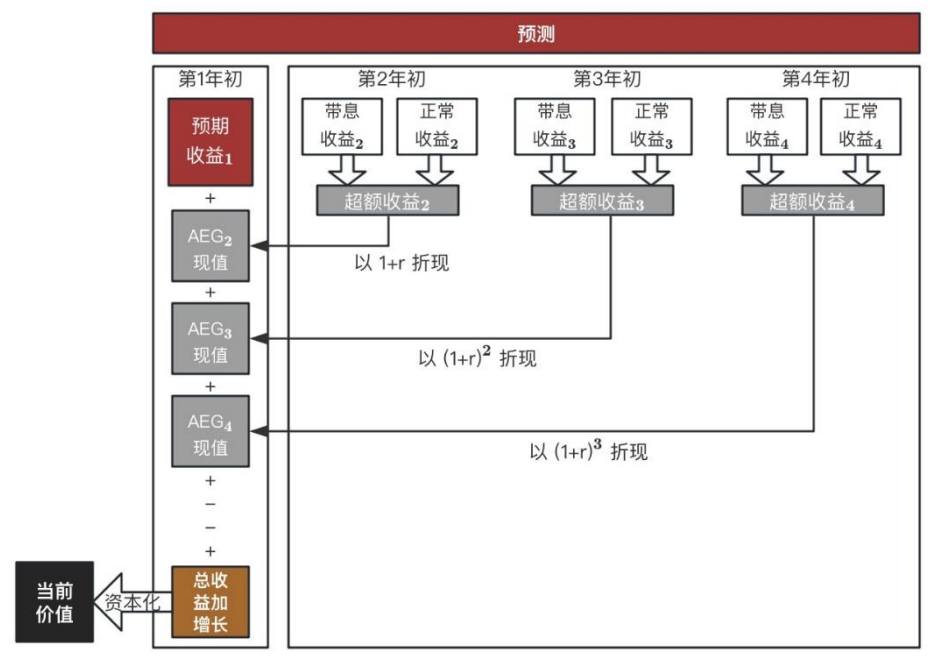 预测
第1年初
第2年初
第3年初
第4年初
预期
收益₁
带息
收益₂
正常
收益₂
带息
收益₃
正常
收益₃
带息
收益₄
正常
收益₄
超额收益₂
超额收益₃
超额收益₄
+
AEG₂
现值
以 1+r 折现
+
AEG₃
现值
以 (1+r)² 折现
+
AEG₄
现值
以 (1+r)³ 折现
+
–
–
+
总收
益加
增长
资本化
当前
价值